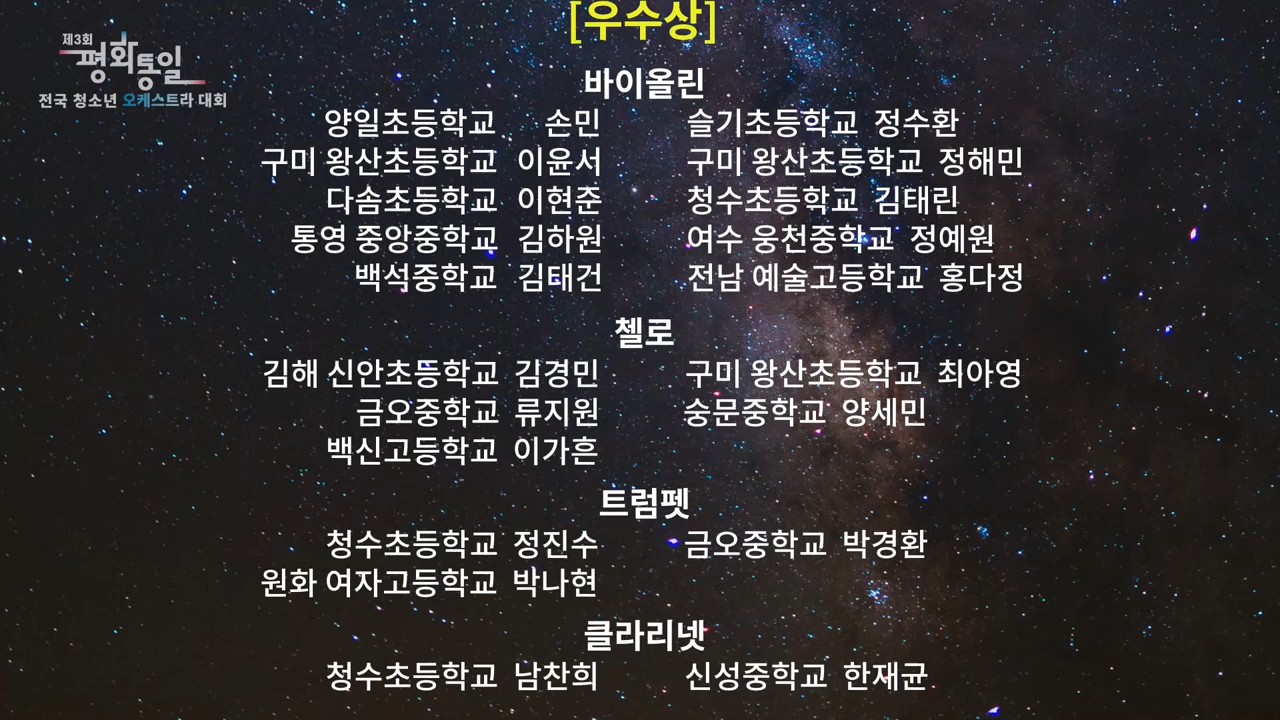 [우수상]
제3회
평화통일
전국 청소년 오케스트라 대회
바이올린
양일초등학교 손민 슬기초등학교 정수환
구미 왕산초등학교 이윤서 구미 왕산초등학교 정해민
다솜초등학교 이현준 청수초등학교 김태린
통영 중앙중학교 김하원 여수 웅천중학교 정예원
백석중학교 김태건 전남 예술고등학교 홍다정
첼로
김해 신안초등학교 김경민 구미 왕산초등학교 최아영
금오중학교 류지원 숭문중학교 양세민
백신고등학교 이가흔
트럼펫
청수초등학교 정진수 금오중학교 박경환
원화 여자고등학교 박나현
클라리넷
청수초등학교 남찬희 신성중학교 한재균